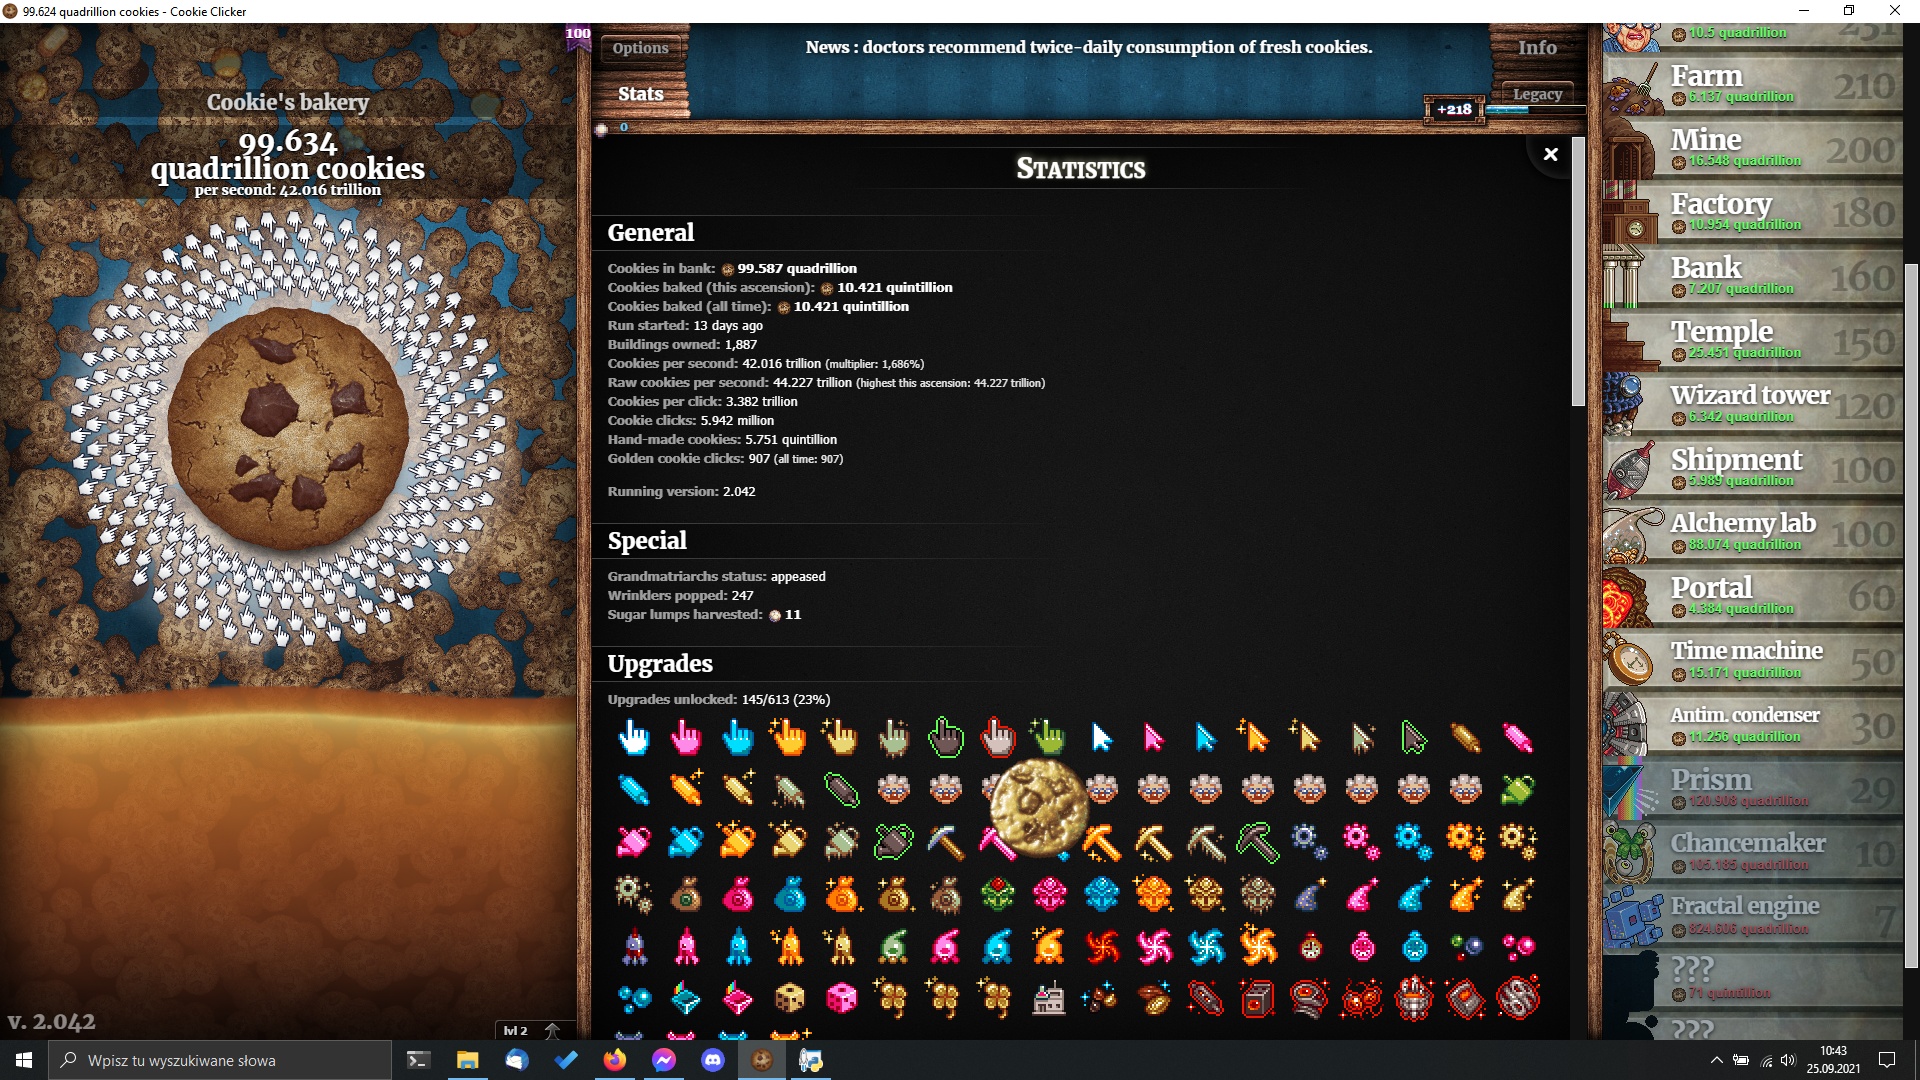 99.624 quadrillion cookies - Cookie Clicker
Cookie's bakery
99.634
quadrillion cookies
per second: 42.016 trillion
v. 2.042
lvl 2
100
Options
Stats
0
News : doctors recommend twice-daily consumption of fresh cookies.
Info
Legacy
+218
Statistics
General
Cookies in bank: 99.587 quadrillion
Cookies baked (this ascension): 10.421 quintillion
Cookies baked (all time): 10.421 quintillion
Run started: 13 days ago
Buildings owned: 1,887
Cookies per second: 42.016 trillion (multiplier: 1,686%)
Raw cookies per second: 44.227 trillion (highest this ascension: 44.227 trillion)
Cookies per click: 3.382 trillion
Cookie clicks: 5.942 million
Hand-made cookies: 5.751 quintillion
Golden cookie clicks: 907 (all time: 907)
Running version: 2.042
Special
Grandmatriarchs status: appeased
Wrinklers popped: 247
Sugar lumps harvested: 11
Upgrades
Upgrades unlocked: 145/613 (23%)
10.5 quadrillion
231
Farm
6.137 quadrillion
210
Mine
16.548 quadrillion
200
Factory
10.954 quadrillion
180
Bank
7.207 quadrillion
160
Temple
25.451 quadrillion
150
Wizard tower
6.342 quadrillion
120
Shipment
5.989 quadrillion
100
Alchemy lab
88.074 quadrillion
100
Portal
4.384 quadrillion
60
Time machine
15.171 quadrillion
50
Antim. condenser
11.256 quadrillion
30
Prism
120.908 quadrillion
29
Chancemaker
105.185 quadrillion
10
Fractal engine
824.606 quadrillion
7
???
71 quintillion
???
Wpisz tu wyszukiwane słowa
10:43
25.09.2021